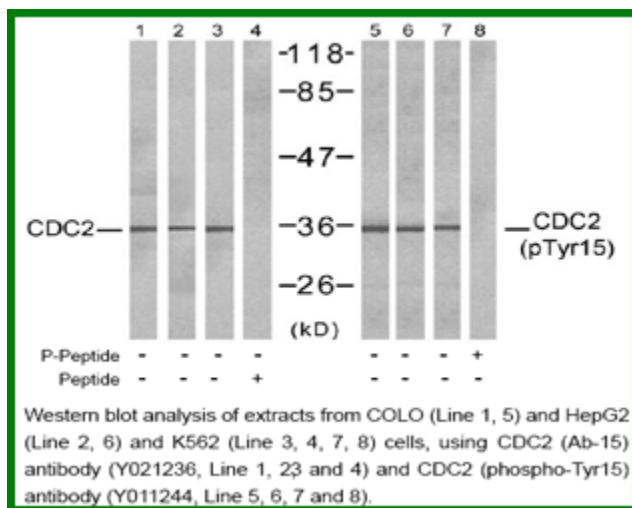 1 2 3 4 5 6 7 8
-118-
-85-
-47-
CDC2 -36- CDC2
(pTyr15)
-26-
(kD)
P-Peptide - - - - - - - +
Peptide - - - + - - - -
Western blot analysis of extracts from COLO (Line 1, 5) and HepG2
(Line 2, 6) and K562 (Line 3, 4, 7, 8) cells, using CDC2 (Ab-15)
antibody (Y021236, Line 1, 23 and 4) and CDC2 (phospho-Tyr15)
antibody (Y011244, Line 5, 6, 7 and 8).